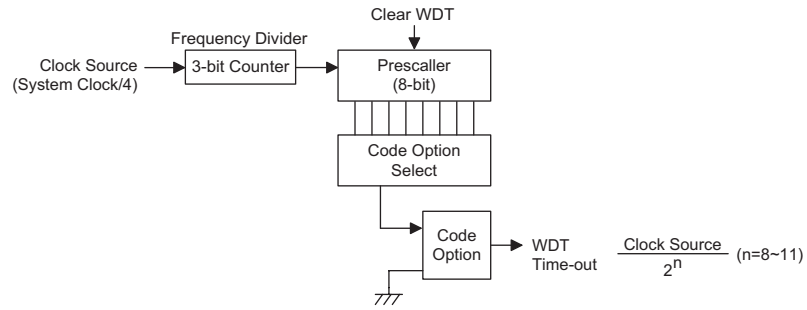 Clear WDT
Frequency Divider
Clock Source
(System Clock/4)
3-bit Counter
Prescaller
(8-bit)
Code Option
Select
Code
Option
WDT
Time-out
Clock Source
2^n
(n=8~11)